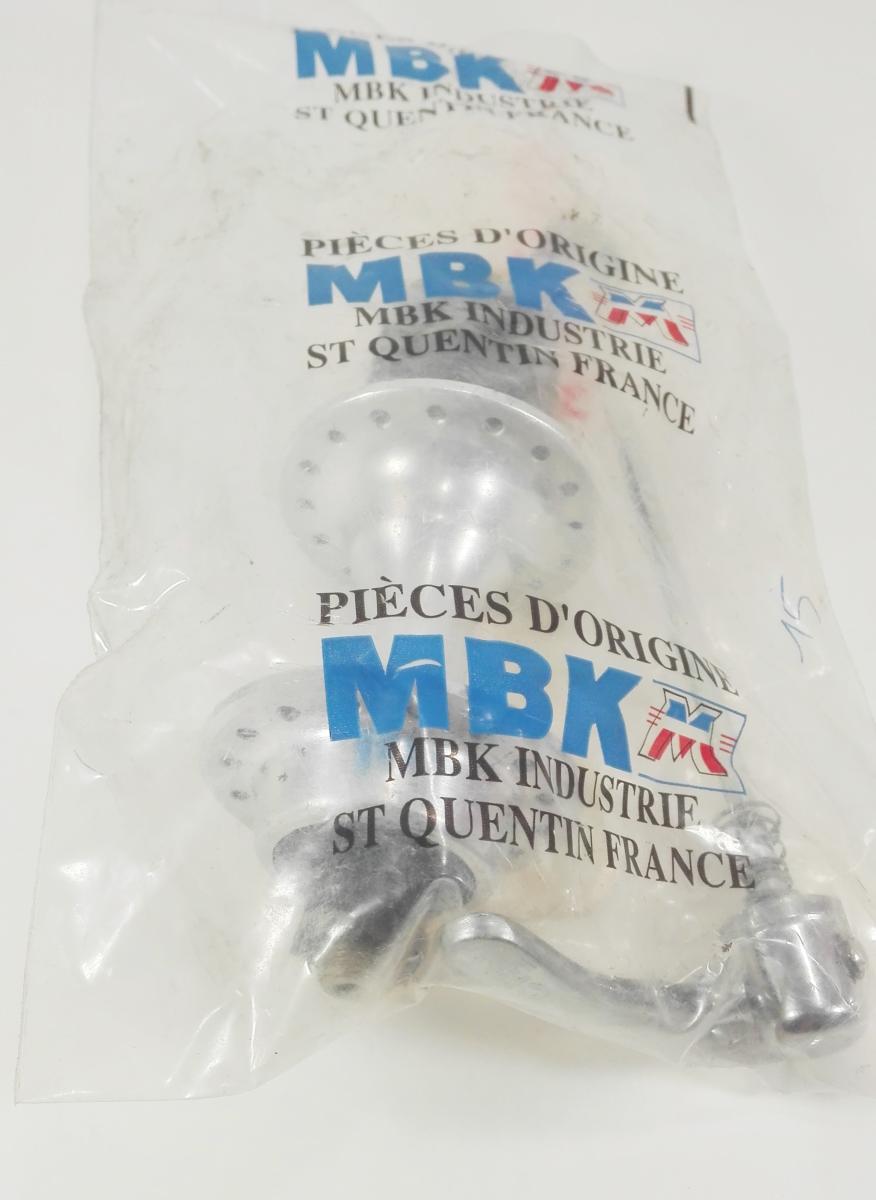 MBK M
MBK INDUSTRIE
ST QUENTIN FRANCE
PIÈCES D'ORIGINE
MBK M
MBK INDUSTRIE
ST QUENTIN FRANCE
PIÈCES D'ORIGINE
MBK M
MBK INDUSTRIE
ST QUENTIN FRANCE
15